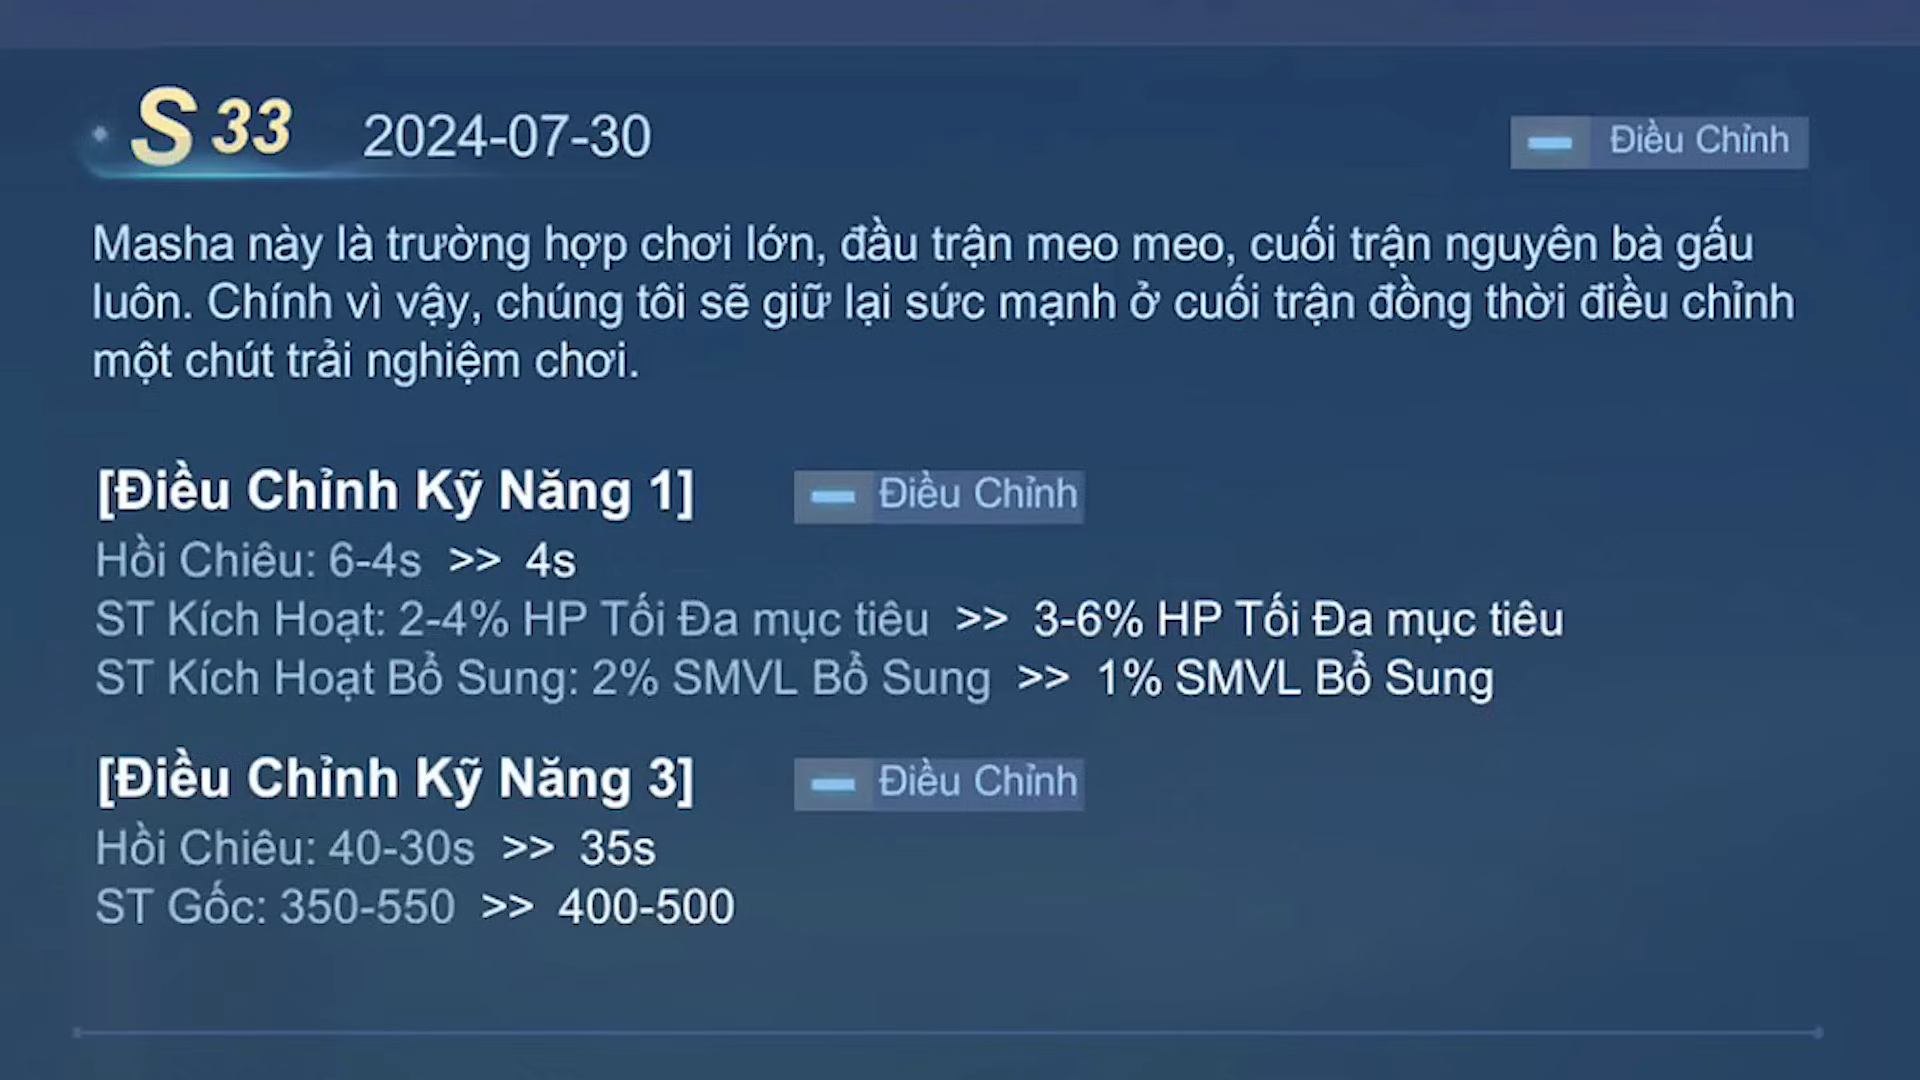 S 33 2024-07-30 Điều Chỉnh
Masha này là trường hợp chơi lớn, đầu trận meo meo, cuối trận nguyên bà gấu
luôn. Chính vì vậy, chúng tôi sẽ giữ lại sức mạnh ở cuối trận đồng thời điều chỉnh
một chút trải nghiệm chơi.
[Điều Chỉnh Kỹ Năng 1] Điều Chỉnh
Hồi Chiêu: 6-4s >> 4s
ST Kích Hoạt: 2-4% HP Tối Đa mục tiêu >> 3-6% HP Tối Đa mục tiêu
ST Kích Hoạt Bổ Sung: 2% SMVL Bổ Sung >> 1% SMVL Bổ Sung
[Điều Chỉnh Kỹ Năng 3] Điều Chỉnh
Hồi Chiêu: 40-30s >> 35s
ST Gốc: 350-550 >> 400-500